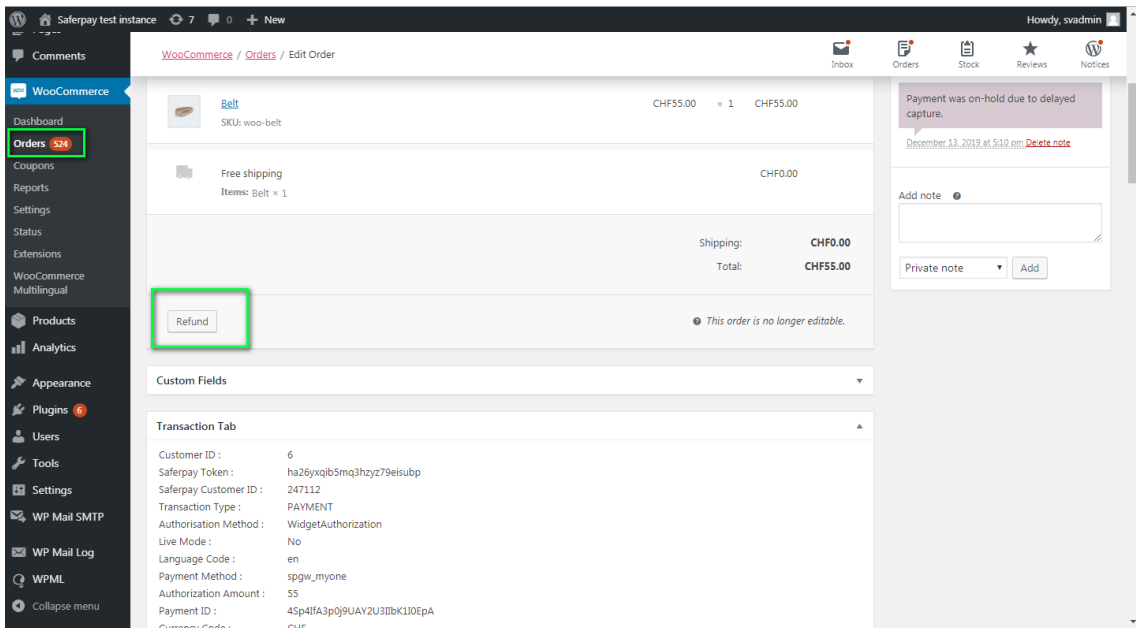 Saferpay test instance 7 0 + New Howdy, svadmin
Pages
Comments
WooCommerce
Dashboard
Orders 524
Coupons
Reports
Settings
Status
Extensions
WooCommerce
Multilingual
Products
Analytics
Appearance
Plugins 6
Users
Tools
Settings
WP Mail SMTP
WP Mail Log
WPML
Collapse menu
WooCommerce / Orders / Edit Order
Inbox
Orders
Stock
Reviews
Notices
Belt CHF55.00 × 1 CHF55.00
SKU: woo-belt
Free shipping CHF0.00
Items: Belt × 1
Shipping: CHF0.00
Total: CHF55.00
Refund This order is no longer editable.
Custom Fields
Transaction Tab
Customer ID : 6
Saferpay Token : ha26yxqib5mq3hzyz79eisubp
Saferpay Customer ID : 247112
Transaction Type : PAYMENT
Authorisation Method : WidgetAuthorization
Live Mode : No
Language Code : en
Payment Method : spgw_myone
Authorization Amount : 55
Payment ID : 4Sp4IfA3p0j9UAY2U3IIbK1I0EpA
Currency Code : CHF
Payment was on-hold due to delayed
capture.
December 13, 2019 at 5:10 pm Delete note
Add note
Private note Add